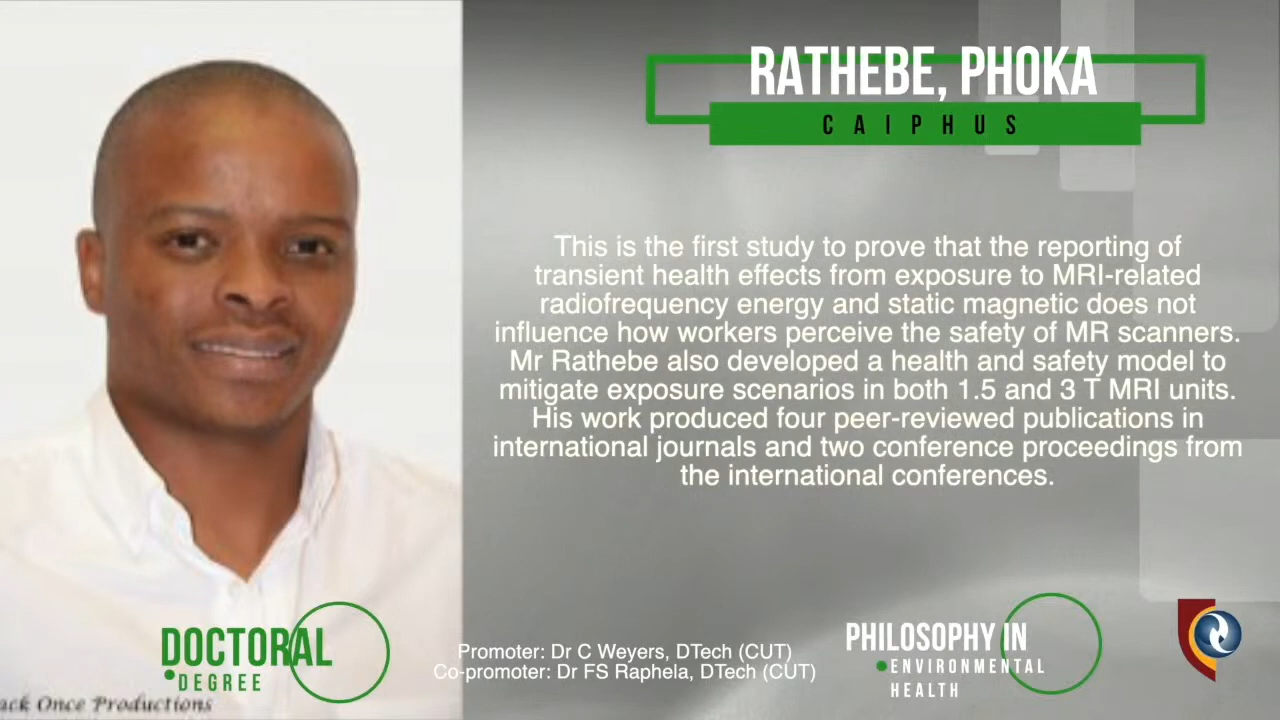 RATHEBE, PHOKA
CAIPHUS
This is the first study to prove that the reporting of
transient health effects from exposure to MRI-related
radiofrequency energy and static magnetic does not
influence how workers perceive the safety of MR scanners.
Mr Rathebe also developed a health and safety model to
mitigate exposure scenarios in both 1.5 and 3 T MRI units.
His work produced four peer-reviewed publications in
international journals and two conference proceedings from
the international conferences.
DOCTORAL
DEGREE
Promoter: Dr C Weyers, DTech (CUT)
Co-promoter: Dr FS Raphela, DTech (CUT)
PHILOSOPHY IN
ENVIRONMENTAL
HEALTH
Once Productions